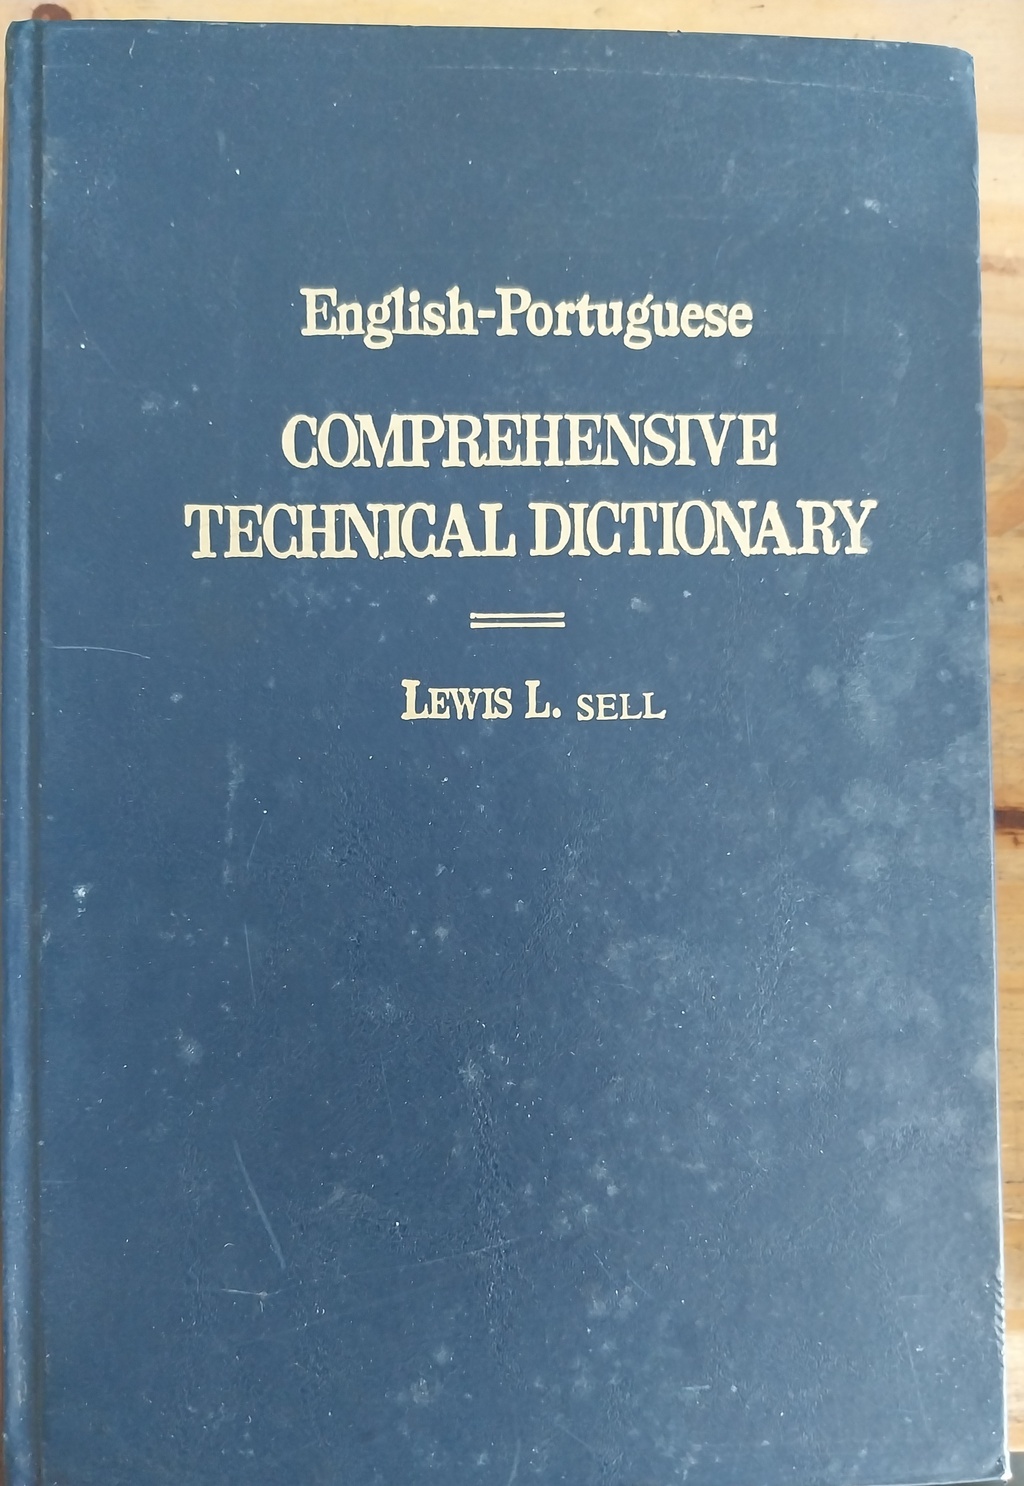 English-Portuguese
COMPREHENSIVE
TECHNICAL DICTIONARY
LEWIS L. SELL